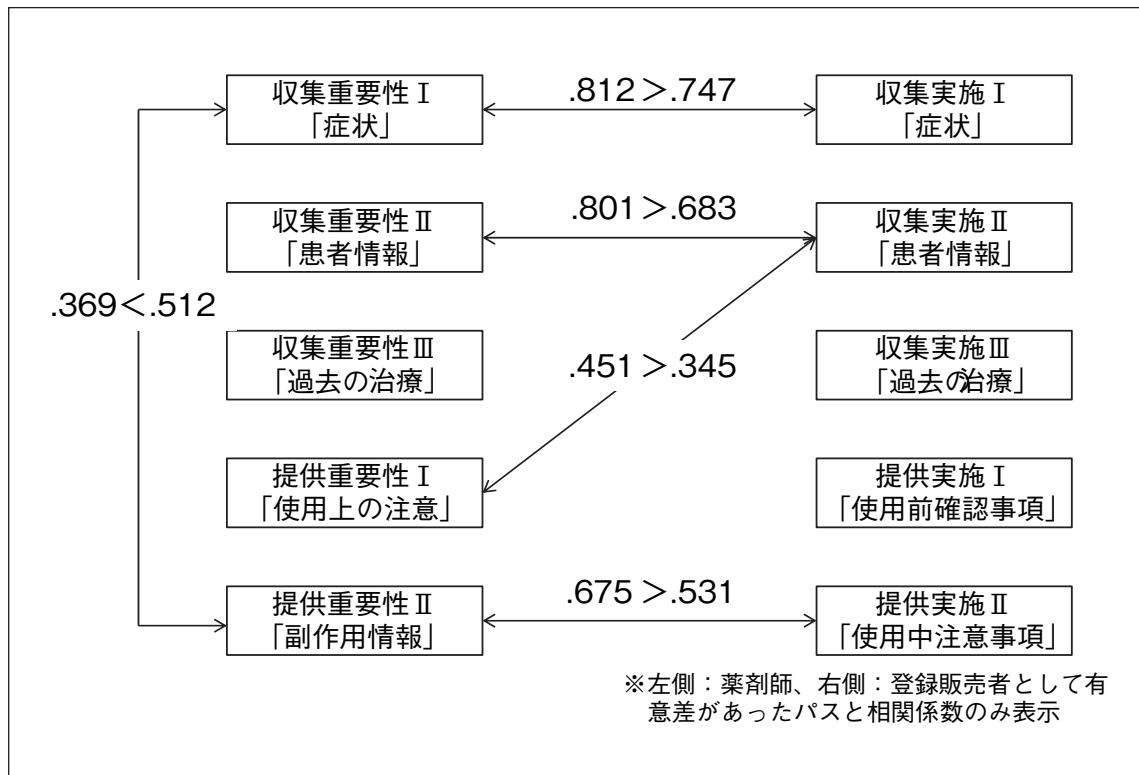 収集重要性Ⅰ
「症状」
.812＞.747
収集実施Ⅰ
「症状」
収集重要性Ⅱ
「患者情報」
.801＞.683
収集実施Ⅱ
「患者情報」
.369＜.512
収集重要性Ⅲ
「過去の治療」
.451＞.345
収集実施Ⅲ
「過去の治療」
提供重要性Ⅰ
「使用上の注意」
提供実施Ⅰ
「使用前確認事項」
提供重要性Ⅱ
「副作用情報」
.675＞.531
提供実施Ⅱ
「使用中注意事項」
※左側：薬剤師、右側：登録販売者として有
意差があったパスと相関係数のみ表示